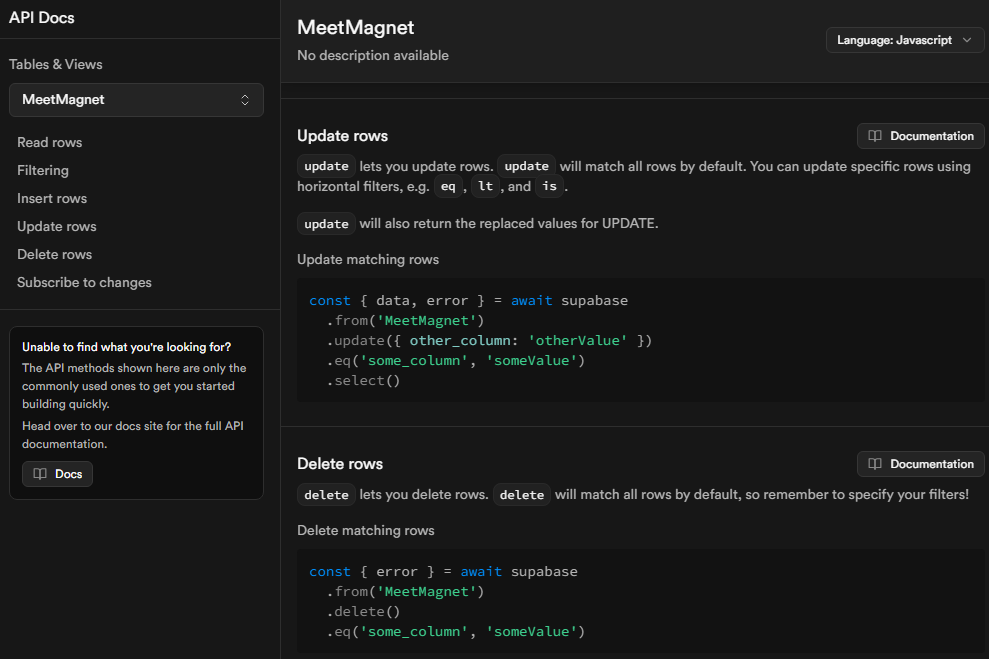 API Docs
Tables & Views
MeetMagnet
Read rows
Filtering
Insert rows
Update rows
Delete rows
Subscribe to changes
Unable to find what you're looking for?
The API methods shown here are only the
commonly used ones to get you started
building quickly.
Head over to our docs site for the full API
documentation.
Docs
MeetMagnet
No description available
Language: Javascript
Update rows
Documentation
update lets you update rows. update will match all rows by default. You can update specific rows using
horizontal filters, e.g. eq, lt, and is.
update will also return the replaced values for UPDATE.
Update matching rows
const { data, error } = await supabase
.from('MeetMagnet')
.update({ other_column: 'otherValue' })
.eq('some_column', 'someValue')
.select()
Delete rows
Documentation
delete lets you delete rows. delete will match all rows by default, so remember to specify your filters!
Delete matching rows
const { error } = await supabase
.from('MeetMagnet')
.delete()
.eq('some_column', 'someValue')